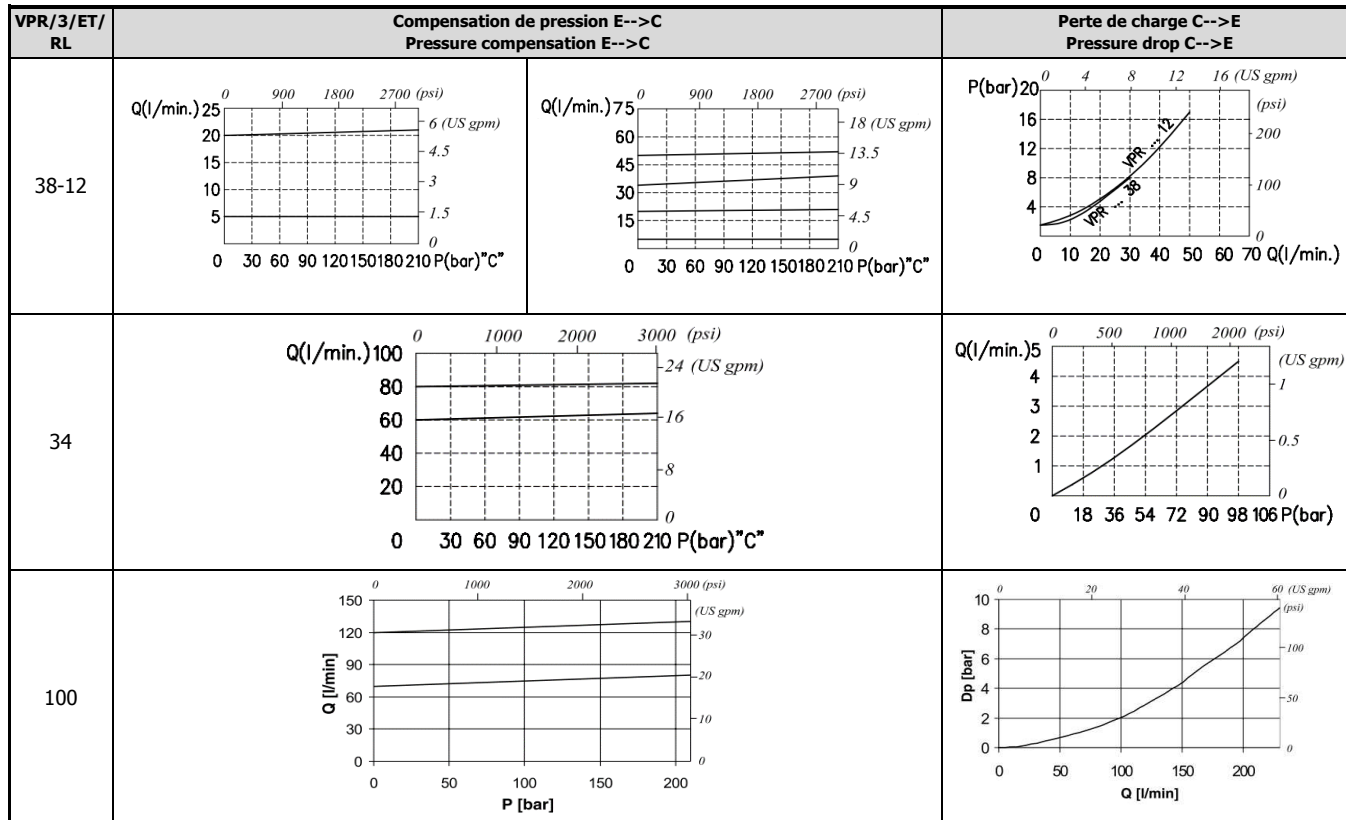 VPR/3/ET/
RL
Compensation de pression E-->C
Pressure compensation E-->C
Perte de charge C-->E
Pressure drop C-->E
38-12
0 900 1800 2700 (psi)
Q(l/min.) 25
20
15
10
5
6 (US gpm)
4.5
3
1.5
0
0 30 60 90 120 150 180 210 P(bar)"C"
0 900 1800 2700 (psi)
Q(l/min.) 75
60
45
30
15
18 (US gpm)
13.5
9
4.5
0
0 30 60 90 120 150 180 210 P(bar)"C"
0 4 8 12 16 (US gpm)
P(bar) 20
16
12
8
4
(psi)
200
100
0
VPR ... 12
VPR ... 38
0 10 20 30 40 50 60 70 Q(l/min.)
34
0 1000 2000 3000 (psi)
Q(l/min.) 100
80
60
40
20
24 (US gpm)
16
8
0
0 30 60 90 120 150 180 210 P(bar)"C"
0 500 1000 2000 (psi)
Q(l/min.) 5
4
3
2
1
(US gpm)
1
0.5
0
0 18 36 54 72 90 98 106 P(bar)
100
0 1000 2000 3000 (psi)
150
120
90
60
30
0
Q [l/min]
(US gpm)
30
20
10
0
0 50 100 150 200
P [bar]
0 20 40 60 (US gpm)
10
8
6
4
2
0
Dp [bar]
(psi)
100
50
0
0 50 100 150 200
Q [l/min]